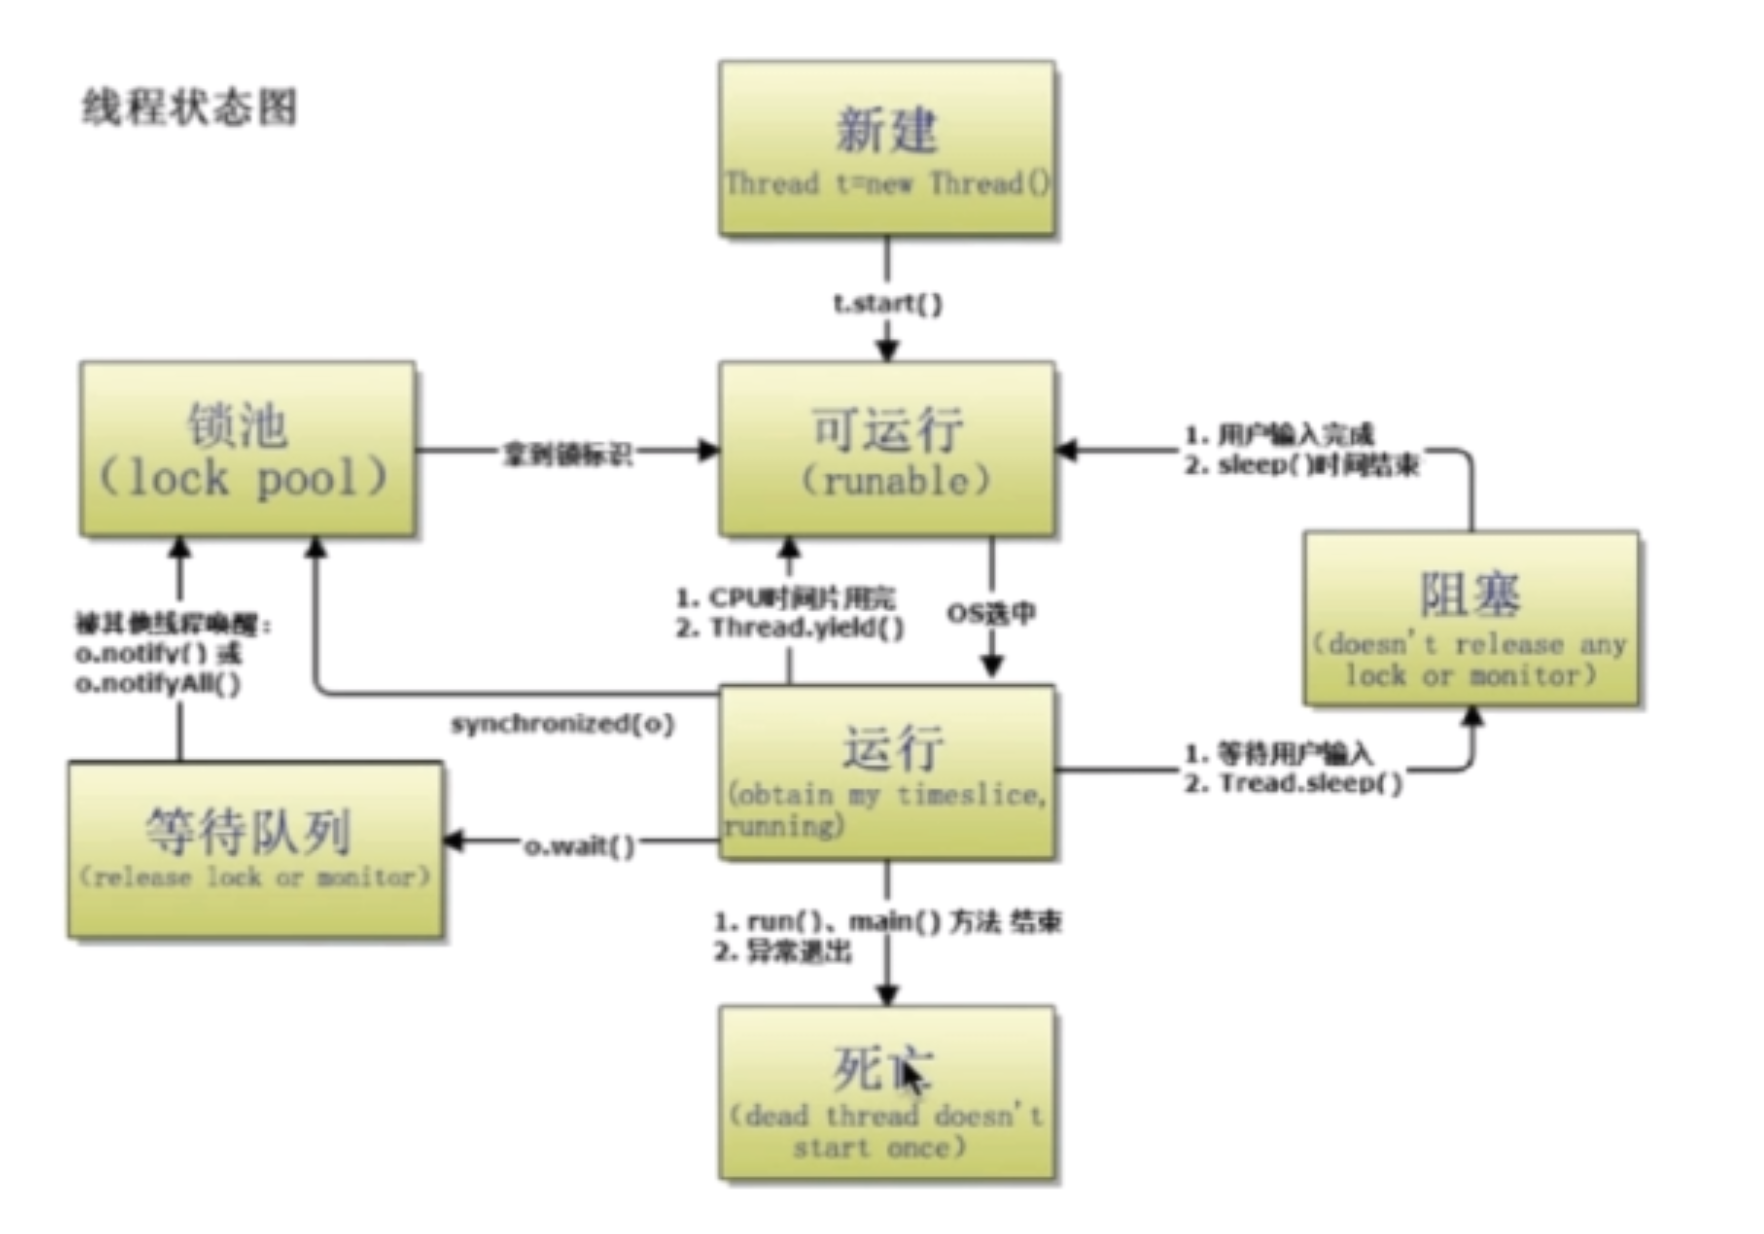 线程状态图
新建
Thread t=new Thread()
t.start()
锁池
(lock pool)
拿到锁标识
可运行
(runable)
1. 用户输入完成
2. sleep()时间结束
阻塞
(doesn't release any
lock or monitor)
被其他线程唤醒:
o.notify() 或
o.notifyAll()
1. CPU时间片用完
2. Thread.yield()
OS选中
synchronized(o)
运行
(obtain my timeslice,
running)
1. 等待用户输入
2. Tread.sleep()
等待队列
(release lock or monitor)
o.wait()
1. run()、main() 方法 结束
2. 异常退出
死亡
(dead thread doesn't
start once)